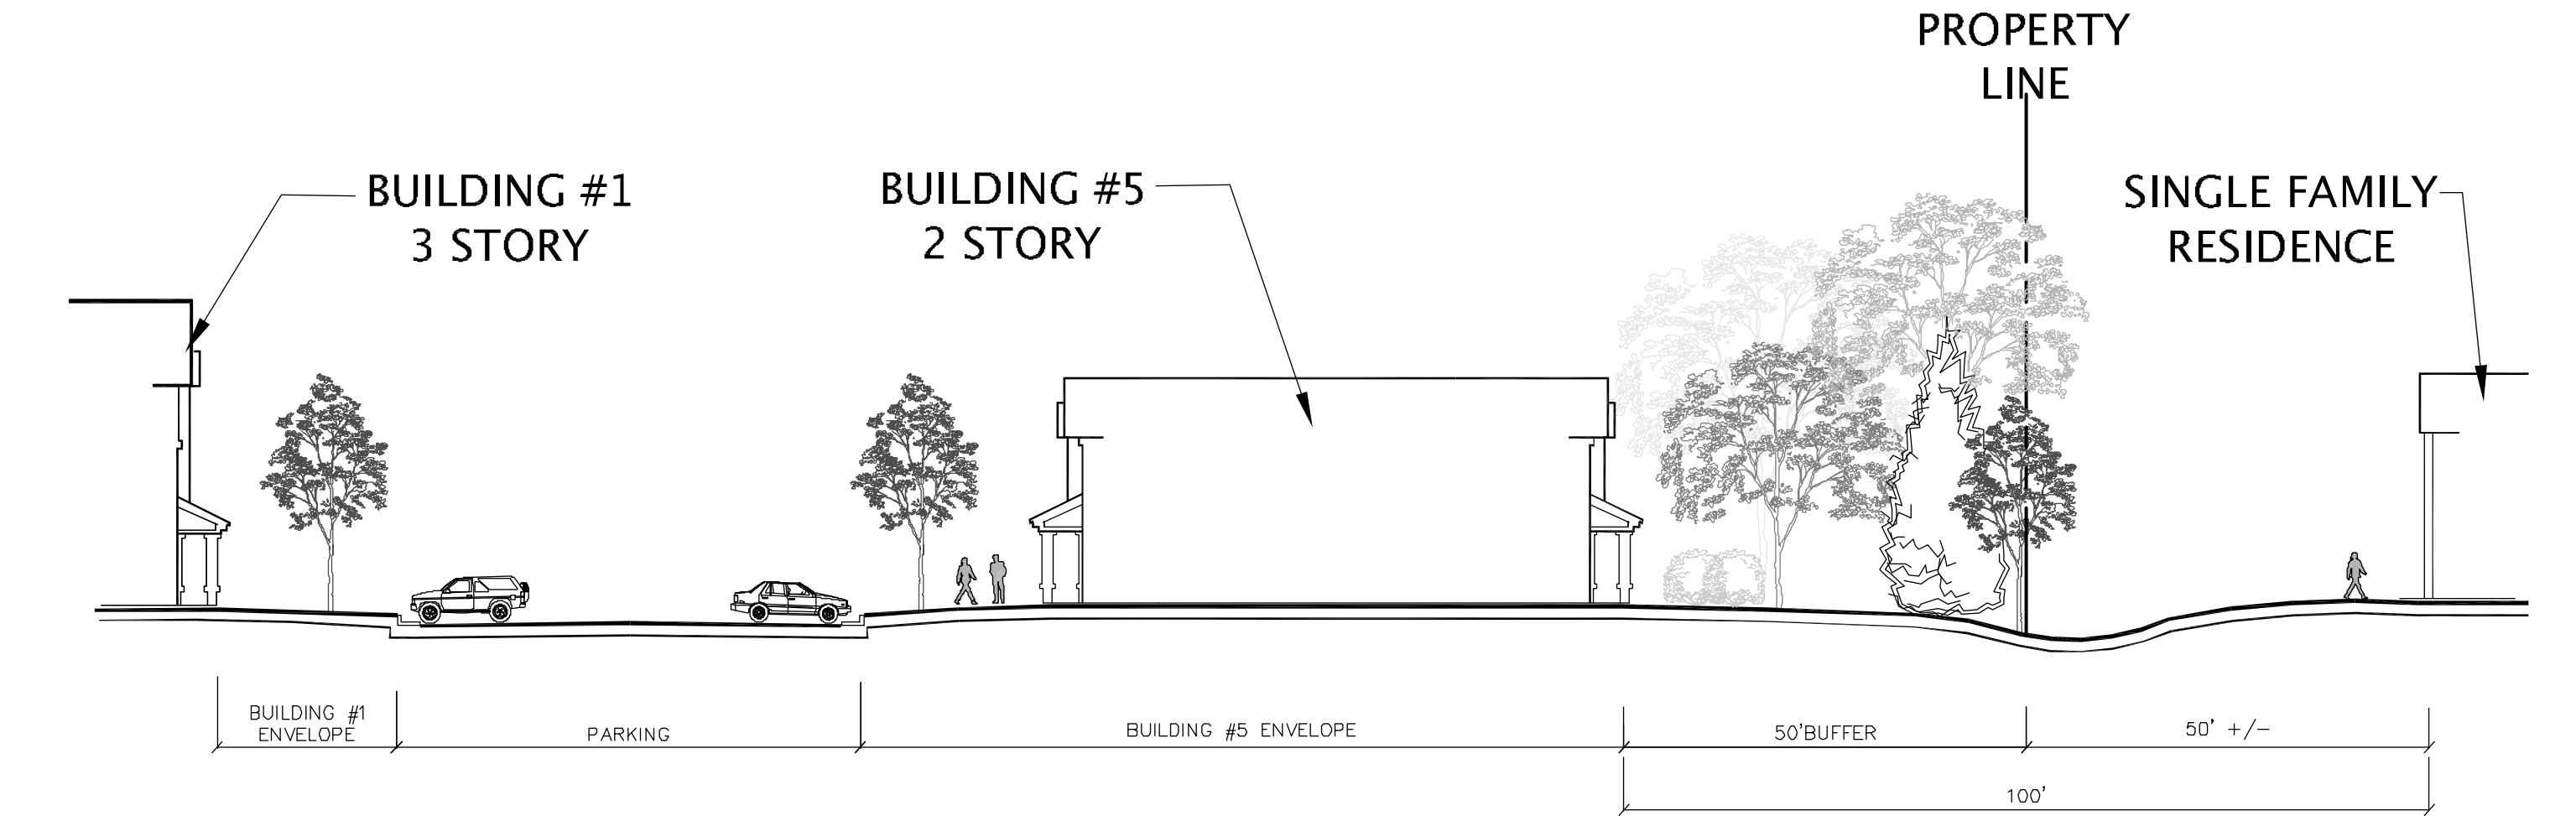 PROPERTY
LINE
BUILDING #1
3 STORY
BUILDING #5
2 STORY
SINGLE FAMILY
RESIDENCE
BUILDING #1
ENVELOPE
PARKING
BUILDING #5 ENVELOPE
50'BUFFER
50' +/-
100'